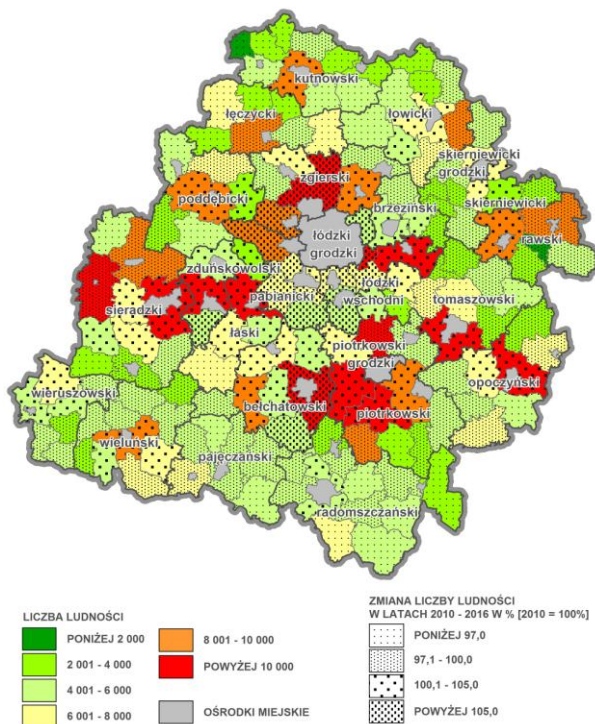 kutnowski
łęczycki
łowicki
skierniewicki
grodzki
zgierski
poddębicki
brzeziński
skierniewicki
rawski
łódzki
grodzki
zduńskowolski
łódzki
wschodni
pabianicki
tomaszowski
sieradzki
łaski
piotrkowski
grodzki
opoczyński
wieruszowski
bełchatowski
piotrkowski
wieluński
pajęczański
radomszczański
LICZBA LUDNOŚCI
PONIŻEJ 2 000
2 001 - 4 000
4 001 - 6 000
6 001 - 8 000
8 001 - 10 000
POWYŻEJ 10 000
OŚRODKI MIEJSKIE
ZMIANA LICZBY LUDNOŚCI
W LATACH 2010 - 2016 W % [2010 = 100%]
PONIŻEJ 97,0
97,1 - 100,0
100,1 - 105,0
POWYŻEJ 105,0